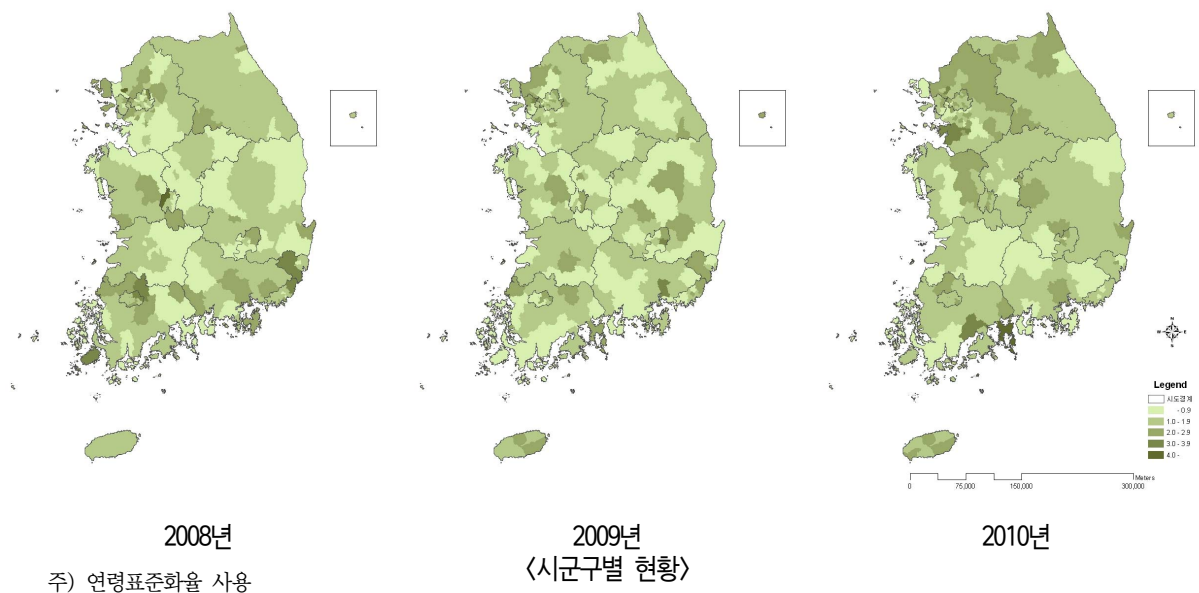 N
W E
S
Legend
시도경계
- 0.9
1.0 - 1.9
2.0 - 2.9
3.0 - 3.9
4.0 -
Meters
0 75,000 150,000 300,000
2008년 2009년 2010년
<시군구별 현황>
주) 연령표준화율 사용